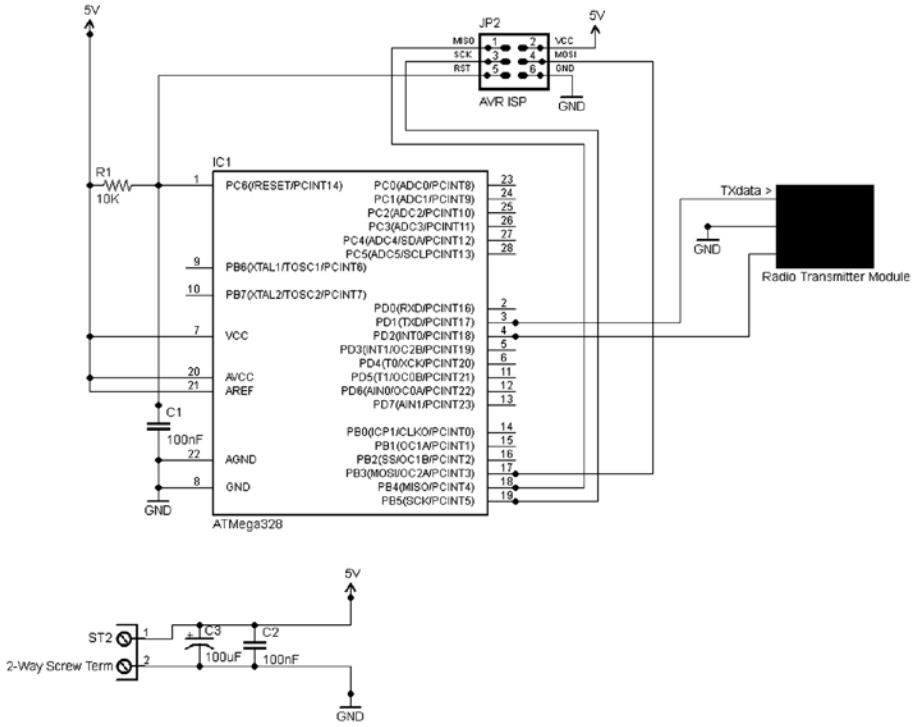 5V
JP2
5V
MISO 1 2 VCC
SCK 3 4 MOSI
RST 5 6 GND
AVR ISP
GND
IC1
R1
10K
1 PC6(/RESET/PCINT14)
PC0(ADC0/PCINT8) 23
PC1(ADC1/PCINT9) 24
PC2(ADC2/PCINT10) 25
PC3(ADC3/PCINT11) 26
PC4(ADC4/SDA/PCINT12) 27
PC5(ADC5/SCLPCINT13) 28
TXdata >
GND
Radio Transmitter Module
9 PB6(XTAL1/TOSC1/PCINT6)
10 PB7(XTAL2/TOSC2/PCINT7)
PD0(RXD/PCINT16) 2
PD1(TXD/PCINT17) 3
7 VCC
PD2(INT0/PCINT18) 4
PD3(INT1/OC2B/PCINT19) 5
PD4(T0/XCK/PCINT20) 6
20 AVCC
PD5(T1/OC0B/PCINT21) 11
21 AREF
PD6(AIN0/OC0A/PCINT22) 12
PD7(AIN1/PCINT23) 13
C1
100nF
PB0(ICP1/CLKO/PCINT0) 14
PB1(OC1A/PCINT1) 15
22 AGND
PB2(SS/OC1B/PCINT2) 16
PB3(MOSI/OC2A/PCINT3) 17
8 GND
PB4(MISO/PCINT4) 18
PB5(SCK/PCINT5) 19
GND
ATMega328
5V
ST2 1
+ C3
100uF
C2
100nF
2-Way Screw Term 2
GND